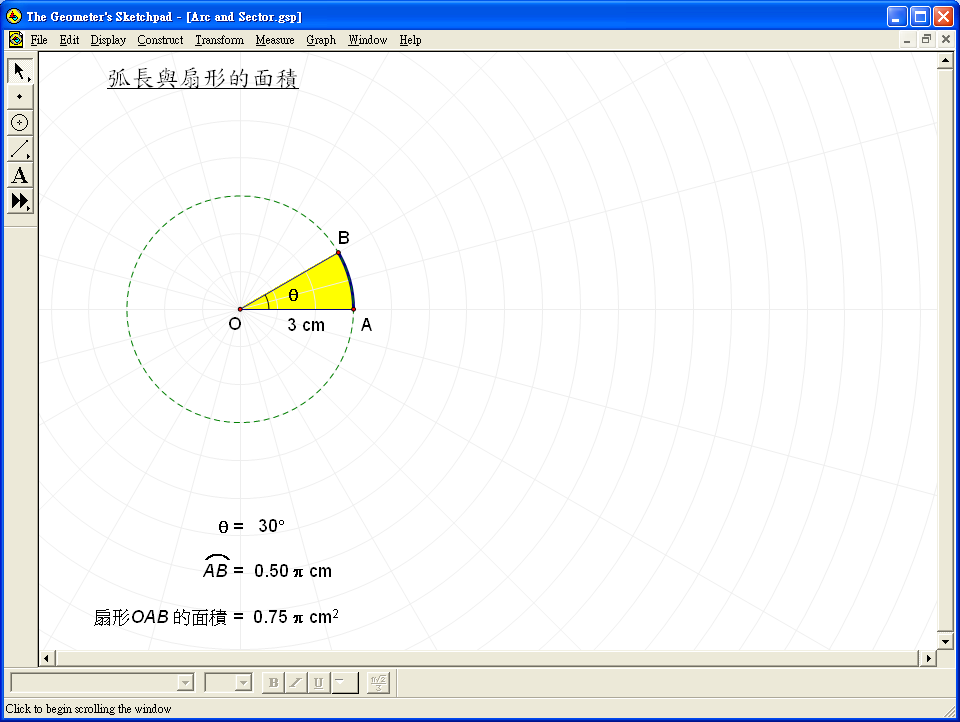 The Geometer's Sketchpad - [Arc and Sector.gsp]
File Edit Display Construct Transform Measure Graph Window Help
弧長與扇形的面積
A
B
θ
O
3 cm
A
θ = 30°
AB = 0.50 π cm
扇形OAB 的面積 = 0.75 π cm²
B I U
Click to begin scrolling the window